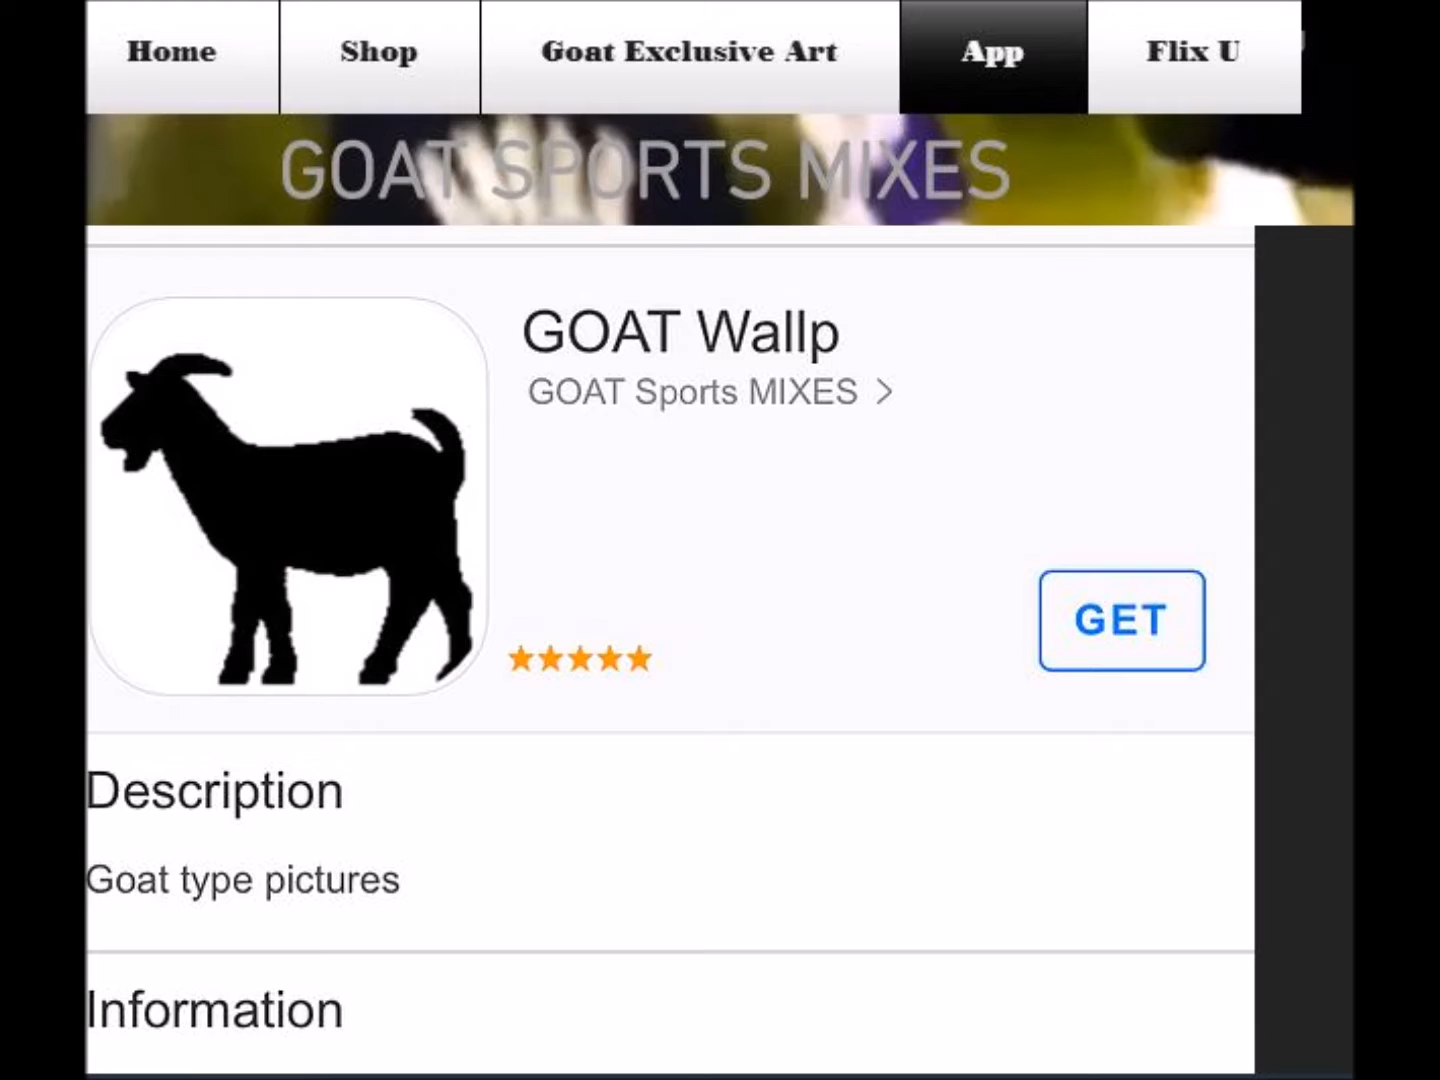 Home Shop Goat Exclusive Art App Flix U
GOAT SPORTS MIXES
GOAT Wallp
GOAT Sports MIXES >
GET
Description
Goat type pictures
Information